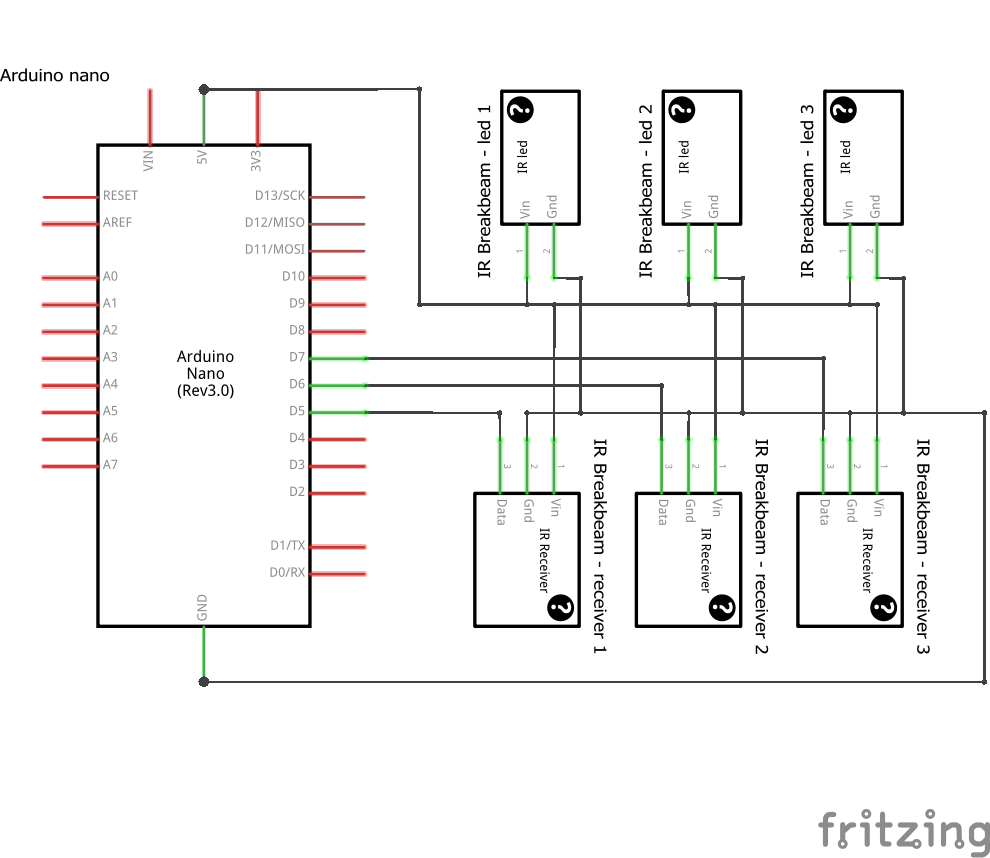 Arduino nano
VIN
5V
3V3
RESET
AREF
A0
A1
A2
A3
A4
A5
A6
A7
D13/SCK
D12/MISO
D11/MOSI
D10
D9
D8
D7
D6
D5
D4
D3
D2
D1/TX
D0/RX
GND
Arduino
Nano
(Rev3.0)
IR Breakbeam - led 1
?
IR led
Vin
Gnd
1
2
IR Breakbeam - led 2
?
IR led
Vin
Gnd
1
2
IR Breakbeam - led 3
?
IR led
Vin
Gnd
1
2
3
2
1
Data
Gnd
Vin
IR Receiver
?
IR Breakbeam - receiver 1
3
2
1
Data
Gnd
Vin
IR Receiver
?
IR Breakbeam - receiver 2
3
2
1
Data
Gnd
Vin
IR Receiver
?
IR Breakbeam - receiver 3
fritzing